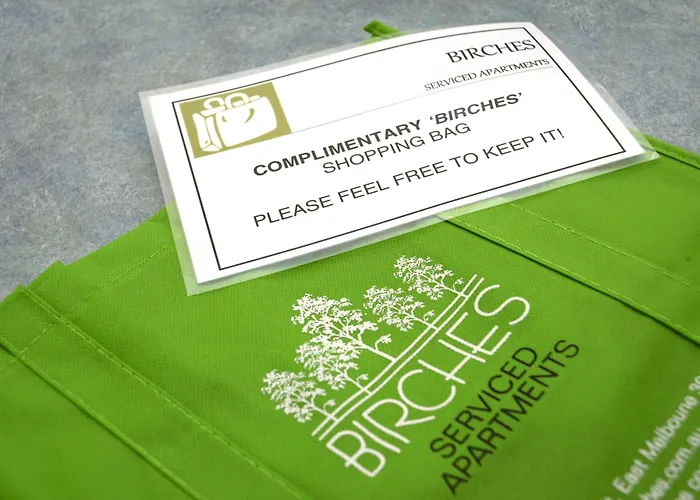 BIRCHES
SERVICED APARTMENTS
COMPLIMENTARY ‘BIRCHES’
SHOPPING BAG
PLEASE FEEL FREE TO KEEP IT!
BIRCHES
SERVICED
APARTMENTS
East Melbourne